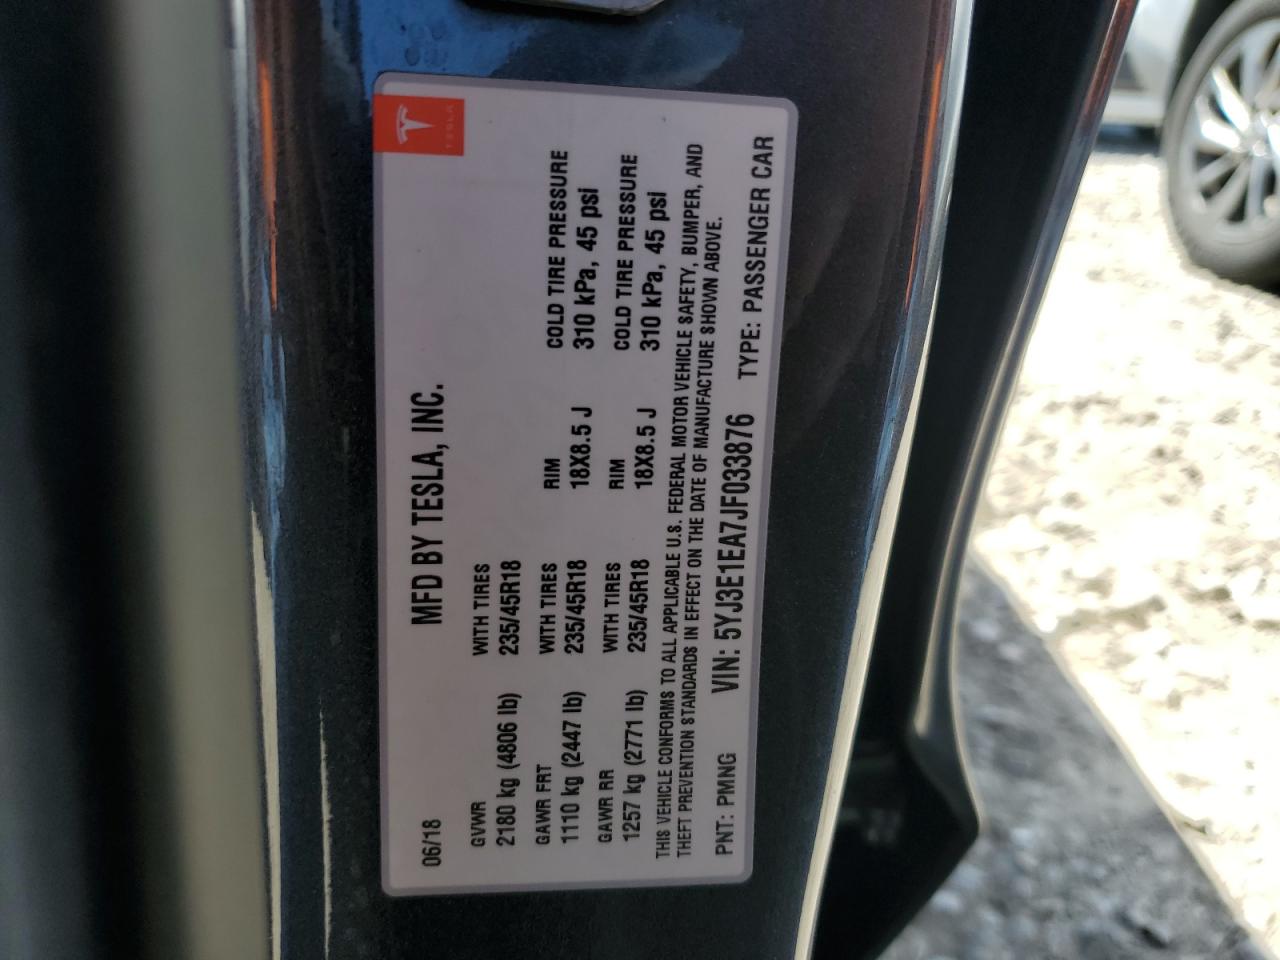 TESLA
06/18 MFD BY TESLA, INC.
GVWR WITH TIRES
2180 kg (4806 lb) 235/45R18
GAWR FRT WITH TIRES RIM COLD TIRE PRESSURE
1110 kg (2447 lb) 235/45R18 18X8.5 J 310 kPa, 45 psi
GAWR RR WITH TIRES RIM COLD TIRE PRESSURE
1257 kg (2771 lb) 235/45R18 18X8.5 J 310 kPa, 45 psi
THIS VEHICLE CONFORMS TO ALL APPLICABLE U.S. FEDERAL MOTOR VEHICLE SAFETY, BUMPER, AND
THEFT PREVENTION STANDARDS IN EFFECT ON THE DATE OF MANUFACTURE SHOWN ABOVE.
PNT: PMNG VIN: 5YJ3E1EA7JF033876 TYPE: PASSENGER CAR